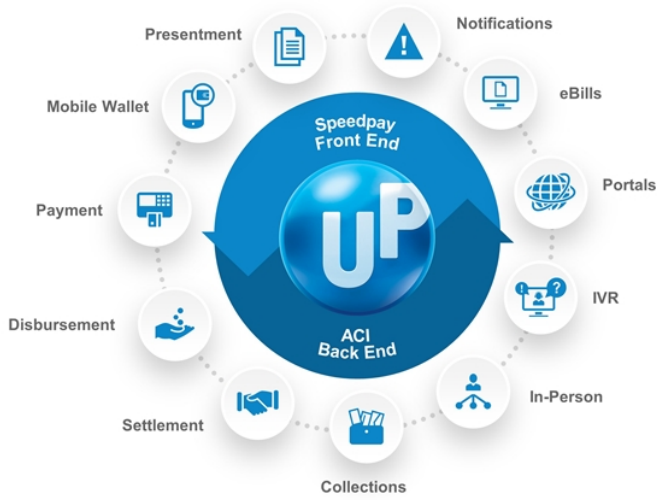 Presentment
Notifications
Mobile Wallet
eBills
Speedpay
Front End
Payment
Portals
UP
Disbursement
IVR
ACI
Back End
Settlement
In-Person
Collections